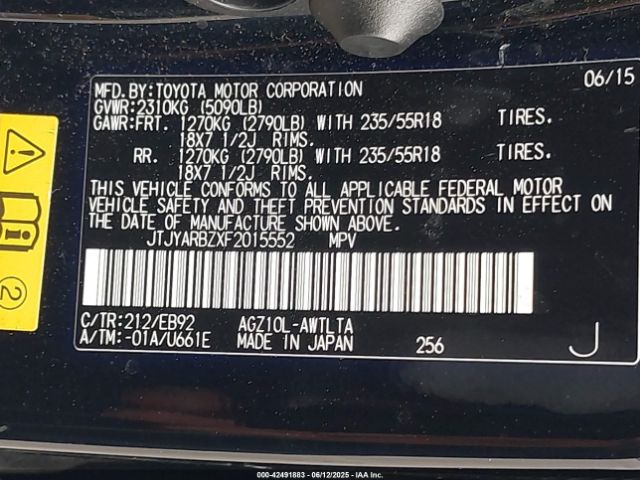 MFD. BY: TOYOTA MOTOR CORPORATION 06/15
GVWR: 2310KG (5090LB)
GAWR: FRT. 1270KG (2790LB) WITH 235/55R18 TIRES.
18X7 1/2J RIMS.
RR. 1270KG (2790LB) WITH 235/55R18 TIRES.
18X7 1/2J RIMS.
THIS VEHICLE CONFORMS TO ALL APPLICABLE FEDERAL MOTOR
VEHICLE SAFETY AND THEFT PREVENTION STANDARDS IN EFFECT ON
THE DATE OF MANUFACTURE SHOWN ABOVE.
JTJYARBZXF2015552 MPV
C/TR: 212/EB92 AGZ10L-AWTLTA
A/TM: -01A/U661E MADE IN JAPAN 256 J
2
000-42491883 - 06/12/2025 - IAA Inc.